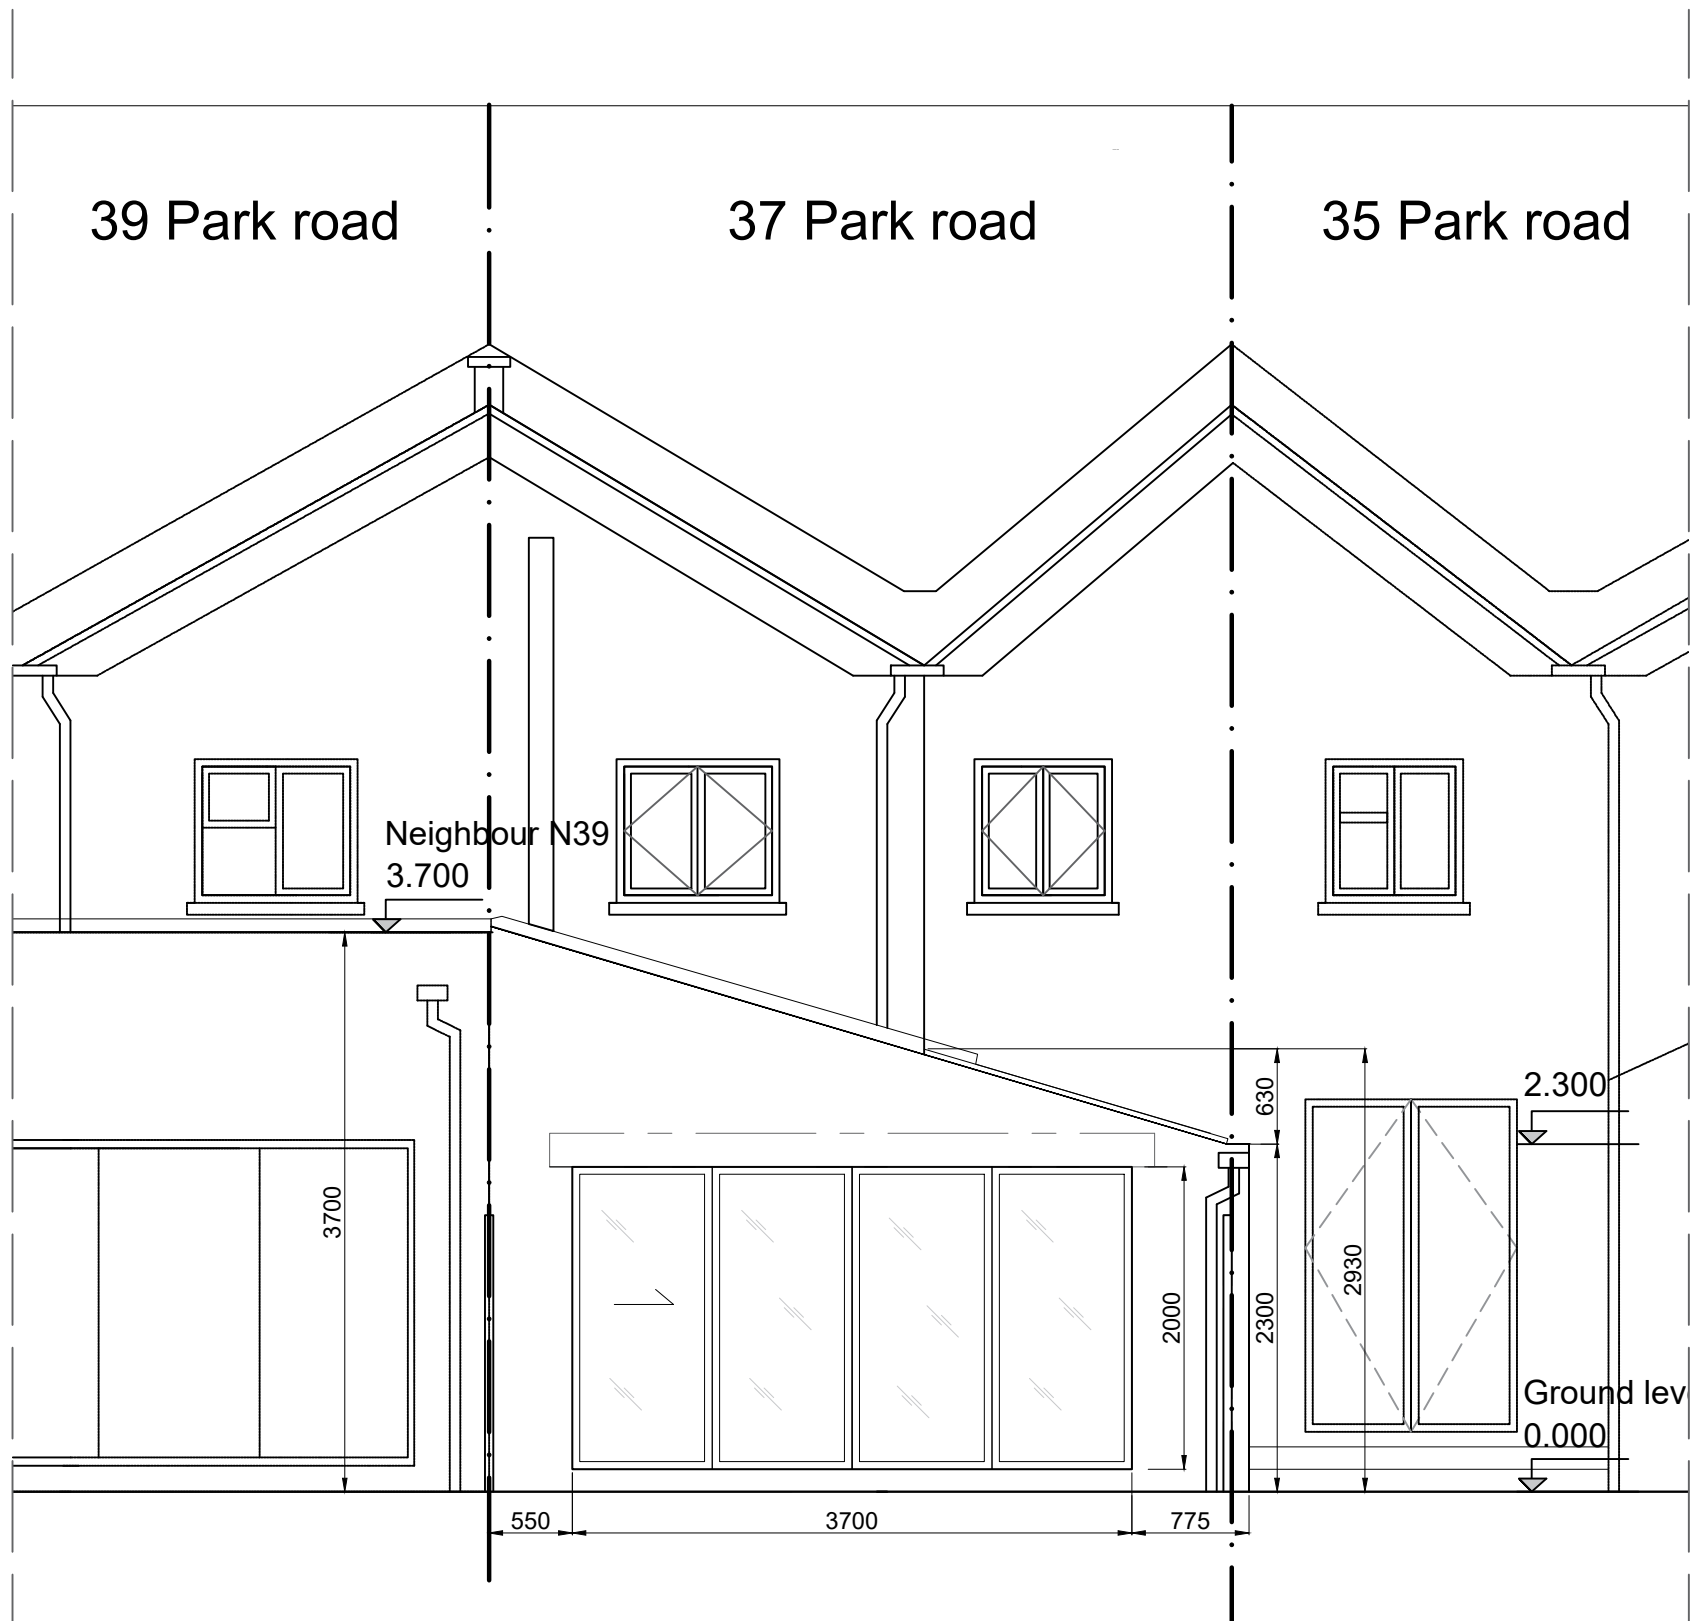 39 Park road
37 Park road
35 Park road
Neighbour N39
3.700
630
2.300
3700
2930
2000
2300
Ground lev
0.000
550
3700
775